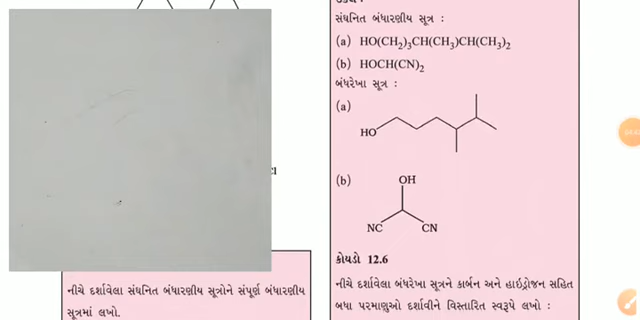 સંઘનિત બંધારણીય સૂત્ર :
(a) HO(CH₂)₃CH(CH₃)CH(CH₃)₂
(b) HOCH(CN)₂
બંધરેખા સૂત્ર :
(a)
HO
(b)
OH
NC CN
કોયડો 12.6
નીચે દર્શાવેલા બંધરેખા સૂત્રને કાર્બન અને હાઇડ્રોજન સહિત
બધા પરમાણુઓ દર્શાવીને વિસ્તારિત સ્વરૂપે લખો :
નીચે દર્શાવેલા સંઘનિત બંધારણીય સૂત્રોને સંપૂર્ણ બંધારણીય
સૂત્રમાં લખો.